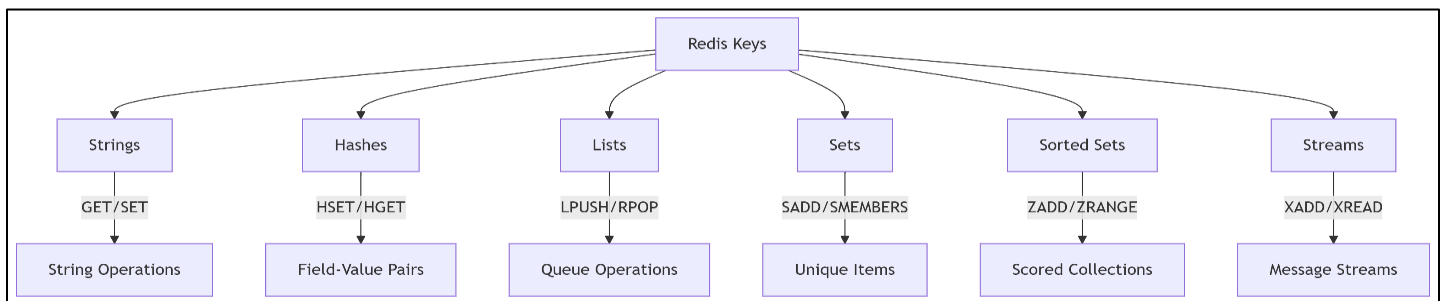 Redis Keys
Strings
Hashes
Lists
Sets
Sorted Sets
Streams
GET/SET
HSET/HGET
LPUSH/RPOP
SADD/SMEMBERS
ZADD/ZRANGE
XADD/XREAD
String Operations
Field-Value Pairs
Queue Operations
Unique Items
Scored Collections
Message Streams